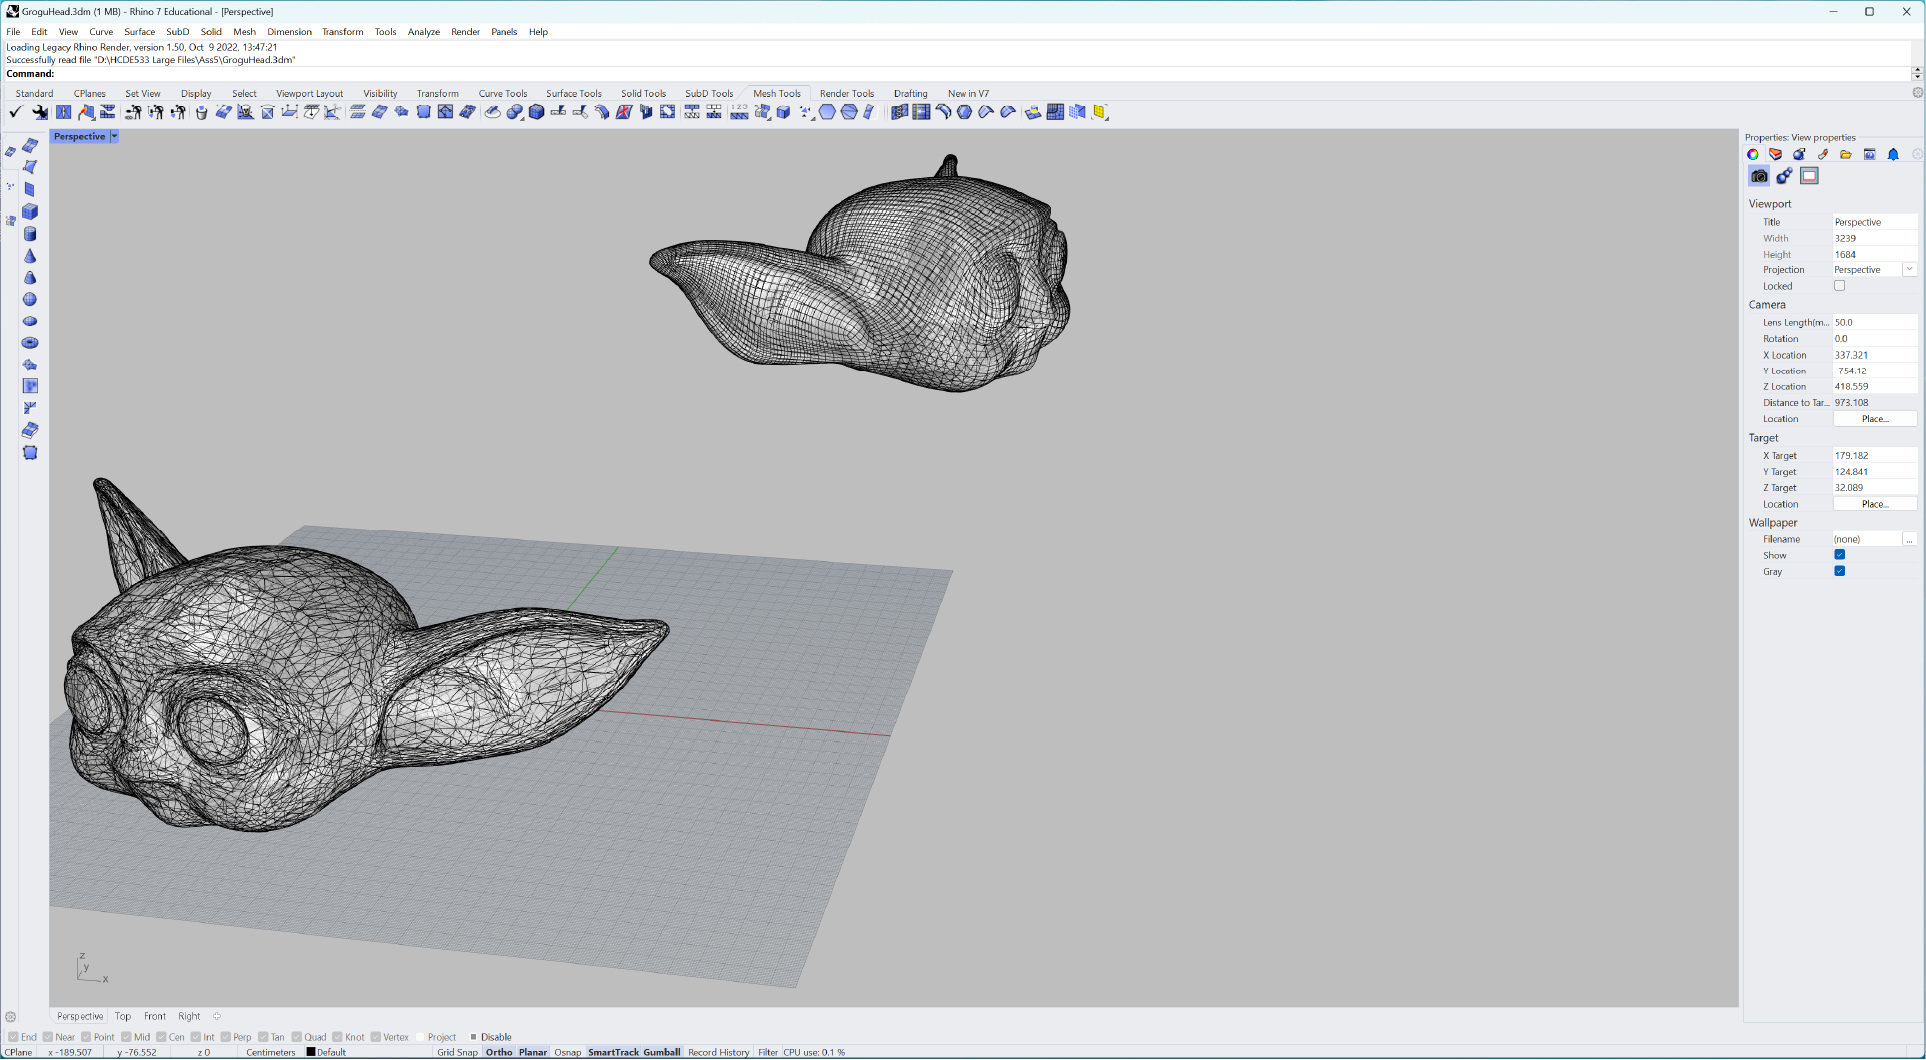 GroguHead.3dm (1 MB) - Rhino 7 Educational - [Perspective]
File Edit View Curve Surface SubD Solid Mesh Dimension Transform Tools Analyze Render Panels Help
Loading Legacy Rhino Render, version 1.50, Oct 9 2022, 13:47:21
Successfully read file "D:\HCDE533 Large Files\Ass5\GroguHead.3dm"
Command:
Standard CPlanes Set View Display Select Viewport Layout Visibility Transform Curve Tools Surface Tools Solid Tools SubD Tools Mesh Tools Render Tools Drafting New in V7
Perspective
Properties: View properties
Viewport
Title Perspective
Width 3239
Height 1684
Projection Perspective
Locked
Camera
Lens Length(m... 50.0
Rotation 0.0
X Location 337.321
Y Location -754.12
Z Location 418.559
Distance to Tar... 973.108
Location Place...
Target
X Target 179.182
Y Target 124.841
Z Target 32.089
Location Place...
Wallpaper
Filename (none) ...
Show
Gray
z
y
x
Perspective Top Front Right
End Near Point Mid Cen Int Perp Tan Quad Knot Vertex Project Disable
CPlane x -189.507 y -76.552 z 0 Centimeters Default Grid Snap Ortho Planar Osnap SmartTrack Gumball Record History Filter CPU use: 0.1 %